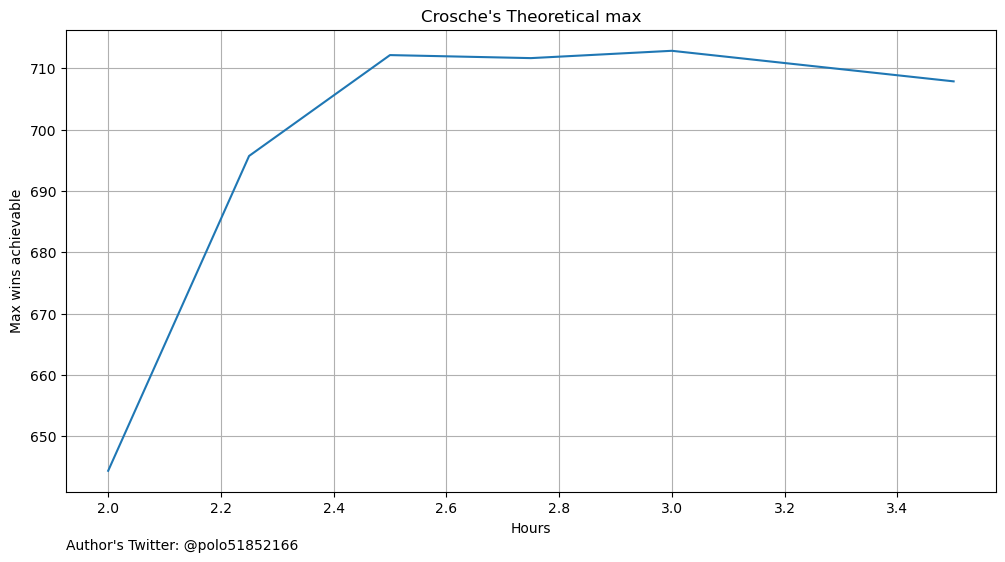 Crosche's Theoretical max
Max wins achievable
710
700
690
680
670
660
650
2.0 2.2 2.4 2.6 2.8 3.0 3.2 3.4
Hours
Author's Twitter: @polo51852166